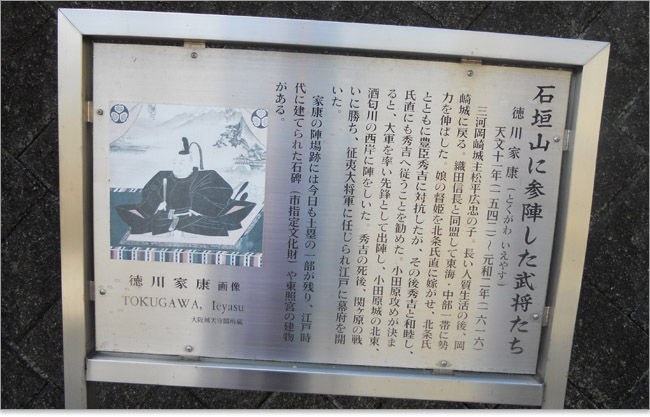 石垣山に参陣した武将たち
徳川家康（とくがわ いえやす）
天文十一年（一五四二）～元和二年（一六一六）
三河岡崎城主松平広忠の子。長い人質生活の後、岡
崎城に戻る。織田信長と同盟して東海・中部一帯に勢
力を伸ばした。娘の督姫を北条氏直に嫁がせ、北条氏
とともに豊臣秀吉に対抗したが、その後秀吉と和睦し、
氏直にも秀吉へ従うことを勧めた。小田原攻めが決ま
ると、大軍を率い先鋒として出陣し、小田原城の北東
酒匂川の西岸に陣をしいた。秀吉の死後、関ヶ原の戦
いに勝ち、征夷大将軍に任じられ江戸に幕府を開
いた。
家康の陣場跡には今日も土塁の一部が残り、江戸時
代に建てられた石碑（市指定文化財）や東照宮の建物
がある。
徳川家康 画像
TOKUGAWA, Ieyasu
大阪城天守閣所蔵